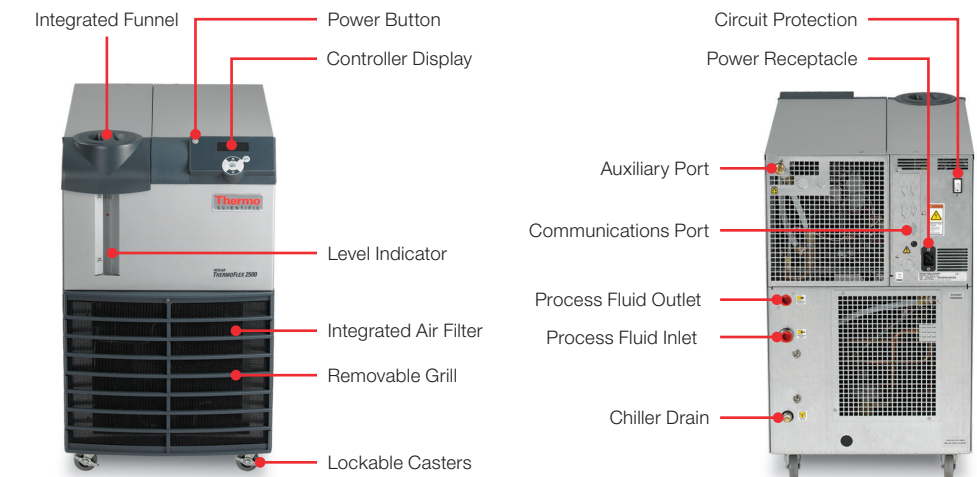 Integrated Funnel
Power Button
Controller Display
Thermo
SCIENTIFIC
Level Indicator
THERMOFLEX 2500
Integrated Air Filter
Removable Grill
Lockable Casters
Circuit Protection
Power Receptacle
Auxiliary Port
Communications Port
Process Fluid Outlet
Process Fluid Inlet
Chiller Drain